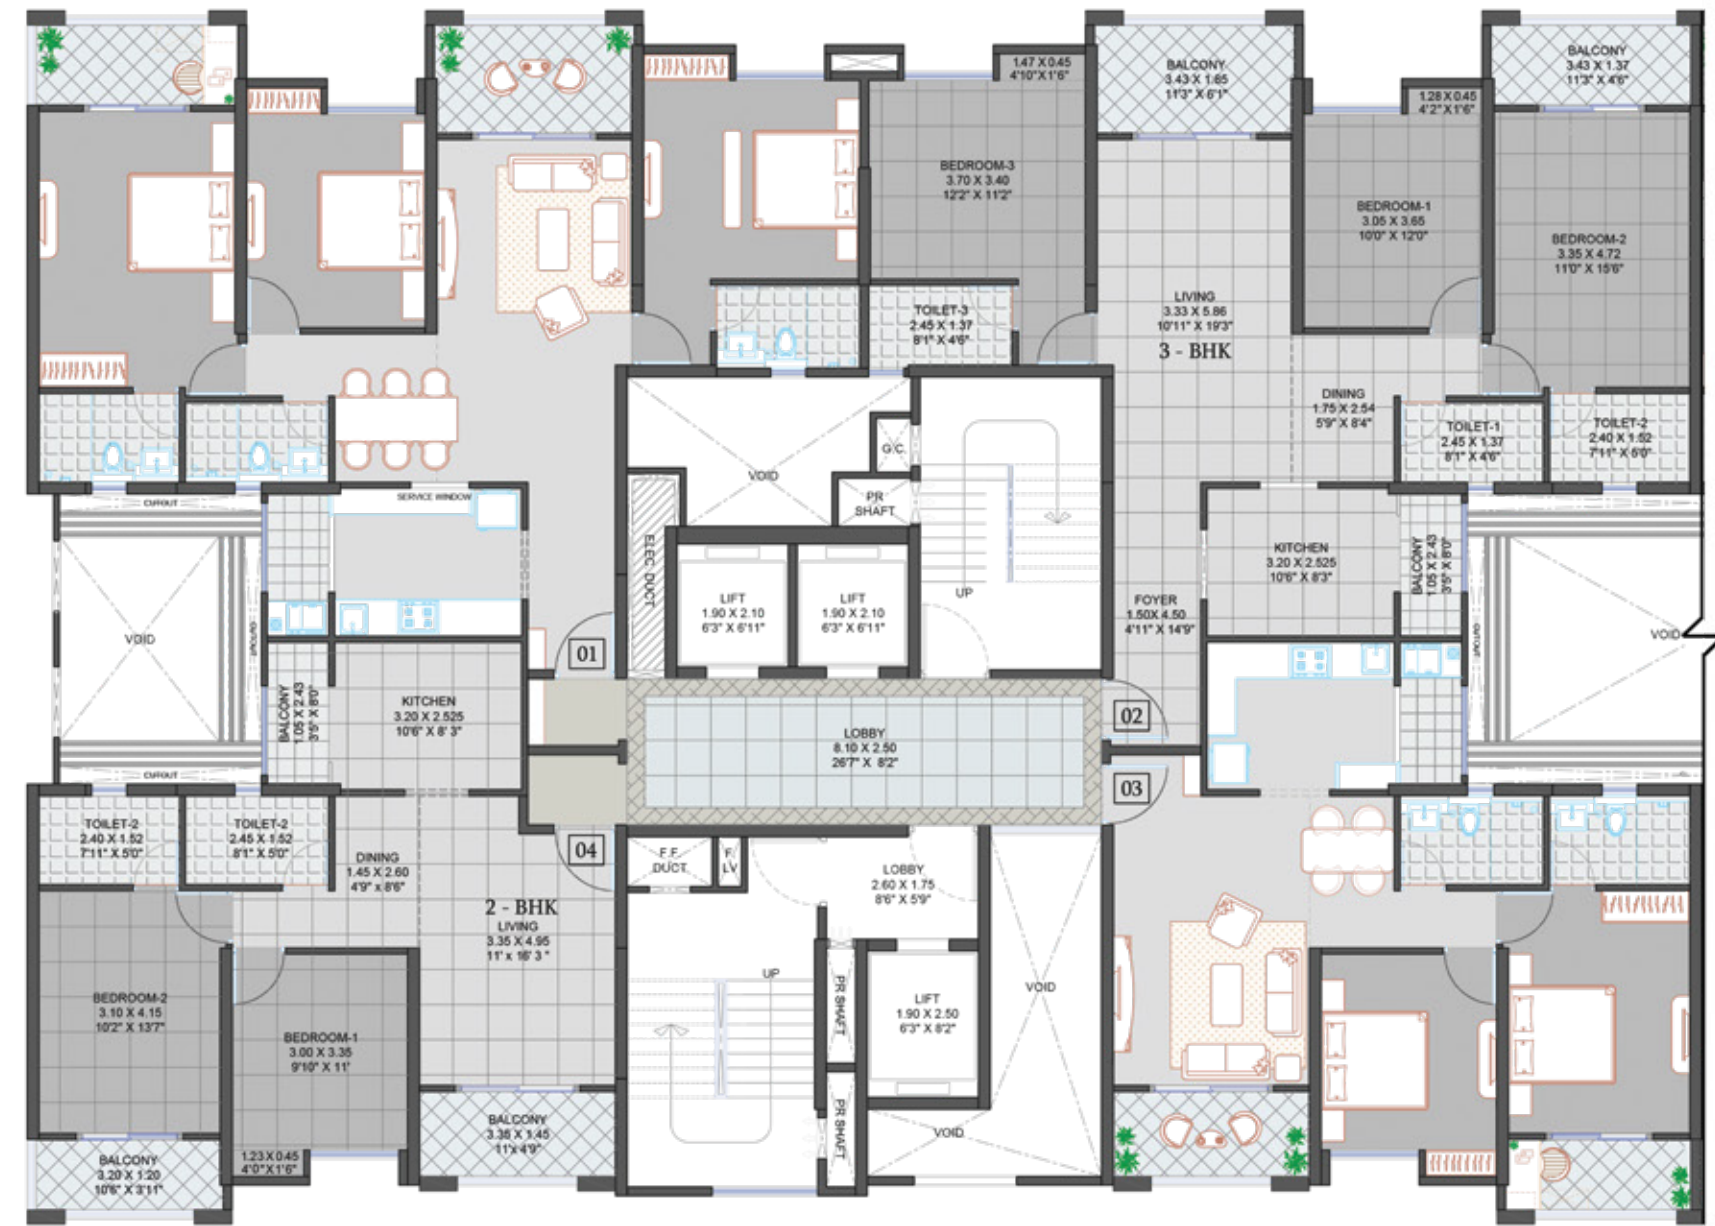 1.47 X 0.45
4'10"X1'6"
BALCONY
3.43 X 1.65
11'3" X 6'1"
BALCONY
3.43 X 1.37
11'3" X 4'6"
1.28 X 0.45
4'2"X1'6"
BEDROOM-3
3.70 X 3.40
12'2" X 11'2"
BEDROOM-1
3.05 X 3.65
10'0" X 12'0"
BEDROOM-2
3.35 X 4.72
11'0" X 15'6"
LIVING
3.33 X 5.86
10'11" X 19'3"
3 - BHK
TOILET-3
2.45 X 1.37
8'1" X 4'6"
DINING
1.75 X 2.54
5'9" X 8'4"
TOILET-1
2.45 X 1.37
8'1" X 4'6"
TOILET-2
2.40 X 1.52
7'11" X 5'0"
G.C.
VOID
PR
SHAFT
SERVICE WINDOW
CUTOUT
ELEC. DUCT
LIFT
1.90 X 2.10
6'3" X 6'11"
LIFT
1.90 X 2.10
6'3" X 6'11"
UP
KITCHEN
3.20 X 2.525
10'6" X 8'3"
BALCONY
1.05 X 2.43
3'5" X 8'0"
FOYER
1.50X 4.50
4'11" X 14'9"
VOID
CUTOUT
CUTOUT
VOID
01
02
BALCONY
1.05 X 2.43
3'5" X 8'0"
KITCHEN
3.20 X 2.525
10'6" X 8' 3"
LOBBY
8.10 X 2.50
26'7" X 8'2"
CUTOUT
03
04
TOILET-2
2.40 X 1.52
7'11" X 5'0"
TOILET-2
2.45 X 1.52
8'1" X 5'0"
DINING
1.45 X 2.60
4'9" x 8'6"
F.F.
DUCT
F.
LV
LOBBY
2.60 X 1.75
8'6" X 5'9"
2 - BHK
LIVING
3.35 X 4.95
11' x 16' 3 "
UP
PR SHAFT
LIFT
1.90 X 2.50
6'3" X 8'2"
VOID
BEDROOM-2
3.10 X 4.15
10'2" X 13'7"
BEDROOM-1
3.00 X 3.35
9'10" X 11'
BALCONY
3.35 X 1.45
11'x 4'9"
PR SHAFT
VOID
BALCONY
3.20 X 1.20
10'6" X 3'11"
1.23 X 0.45
4'0"X1'6"